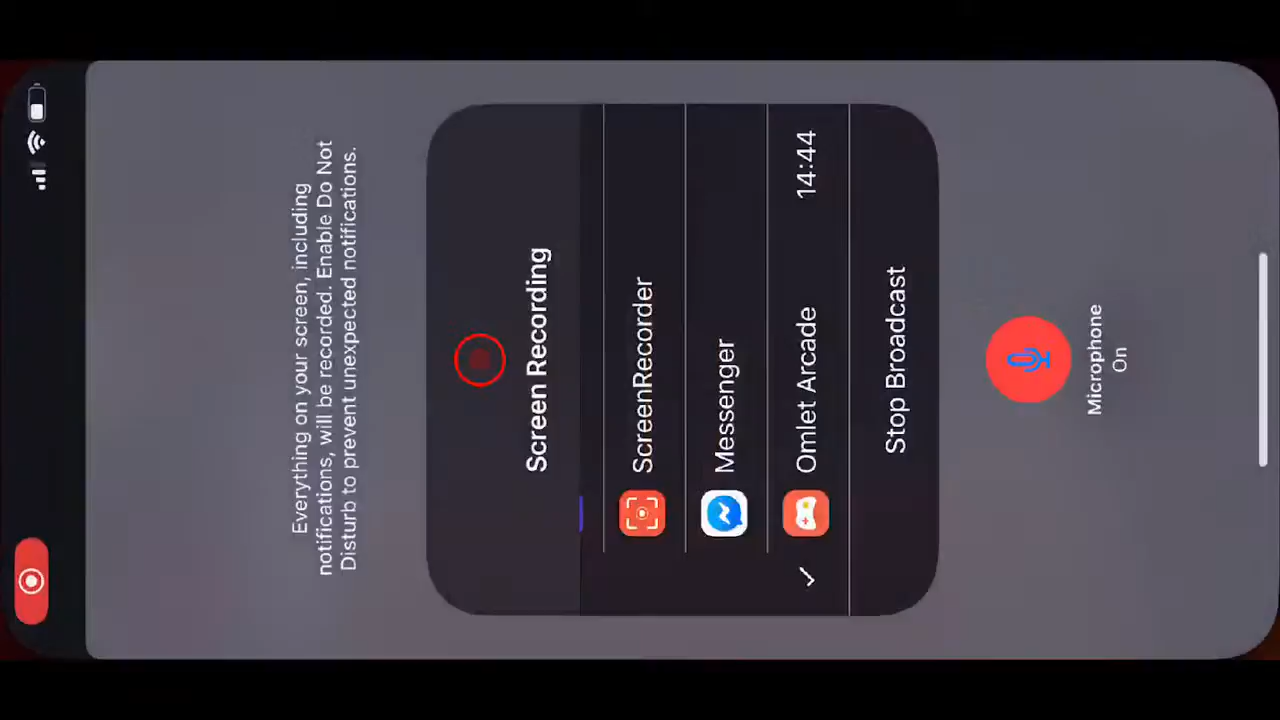 Everything on your screen, including
notifications, will be recorded. Enable Do Not
Disturb to prevent unexpected notifications.
Screen Recording
ScreenRecorder
Messenger
Omlet Arcade 14:44
Stop Broadcast
Microphone
On